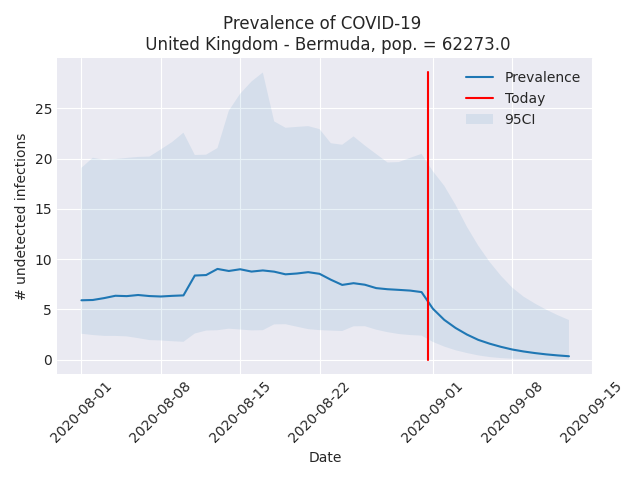 Prevalence of COVID-19
United Kingdom - Bermuda, pop. = 62273.0
Prevalence
Today
95CI
# undetected infections
25
20
15
10
5
0
2020-08-01
2020-08-08
2020-08-15
2020-08-22
2020-09-01
2020-09-08
2020-09-15
Date